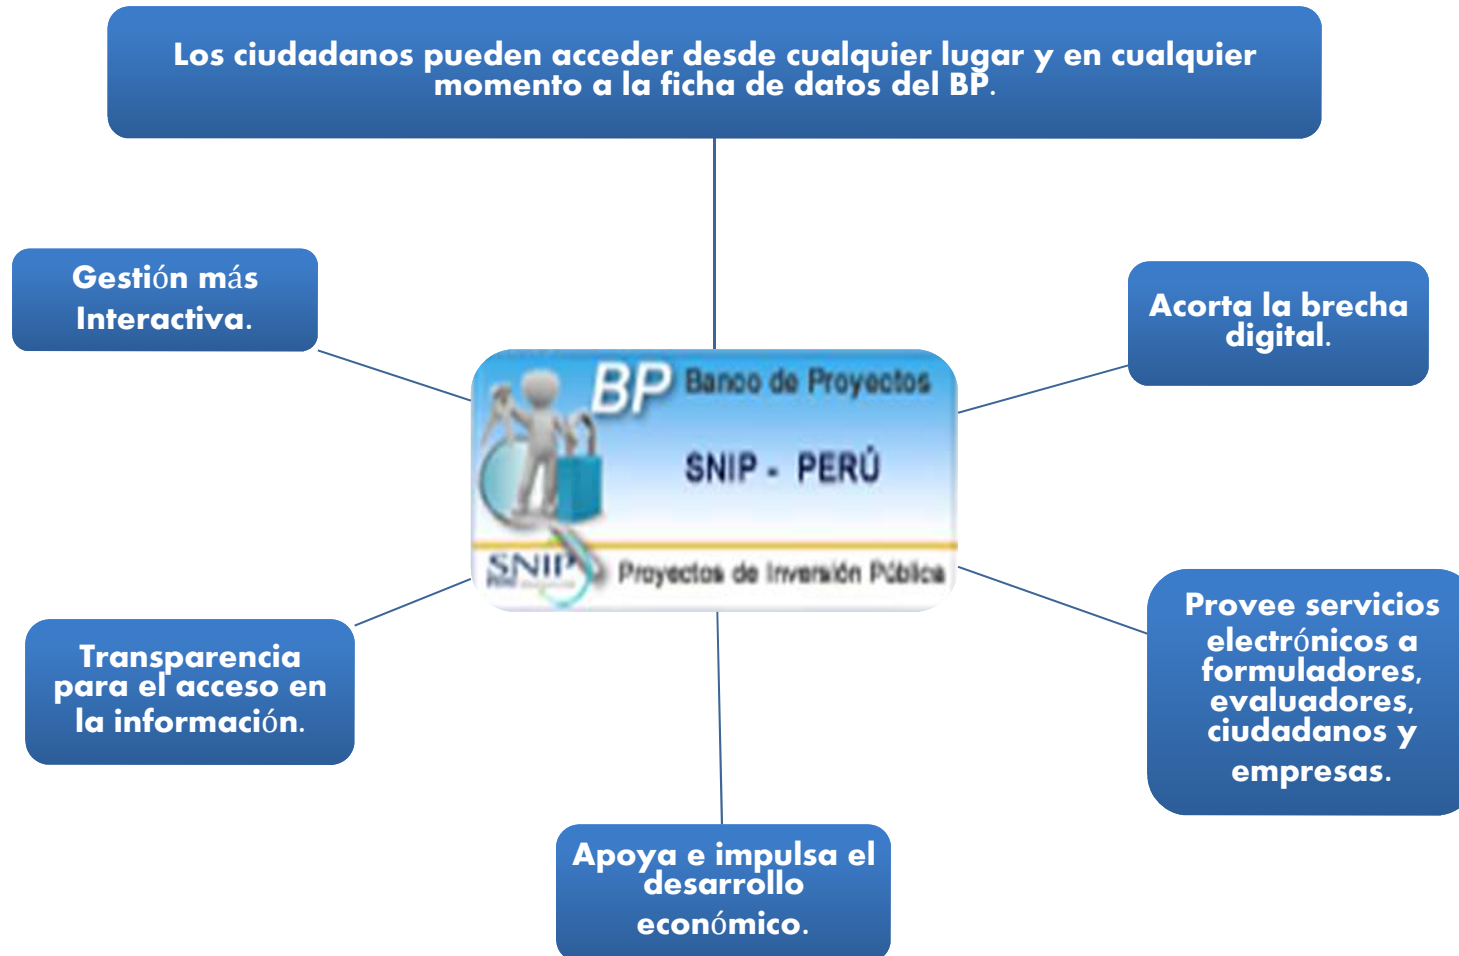 Los ciudadanos pueden acceder desde cualquier lugar y en cualquier
momento a la ficha de datos del BP.
Gestión más
Interactiva.
Acorta la brecha
digital.
BP Banco de Proyectos
SNIP - PERÚ
SNIP
Proyectos de Inversión Pública
Transparencia
para el acceso en
la información.
Provee servicios
electrónicos a
formuladores,
evaluadores,
ciudadanos y
empresas.
Apoya e impulsa el
desarrollo
económico.